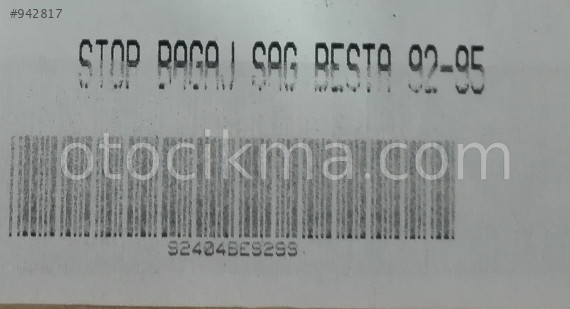 #942817
STOP BAGAJ SAG BESTA 92-95
otocikma.com
S2404BES2SS